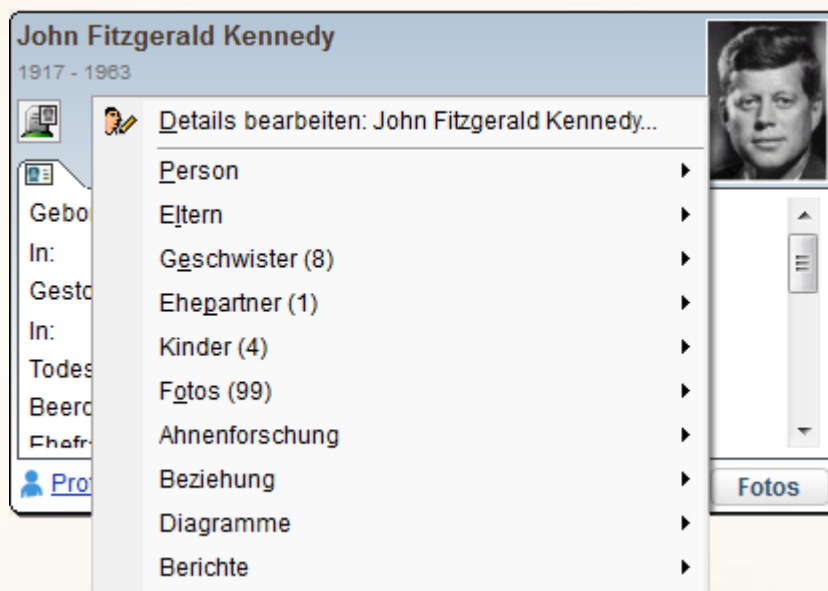 John Fitzgerald Kennedy
1917 - 1963
Details bearbeiten: John Fitzgerald Kennedy...
Person
Eltern
Geschwister (8)
Ehepartner (1)
Kinder (4)
Fotos (99)
Ahnenforschung
Beziehung
Diagramme
Berichte
In:
In:
Todes
Fotos